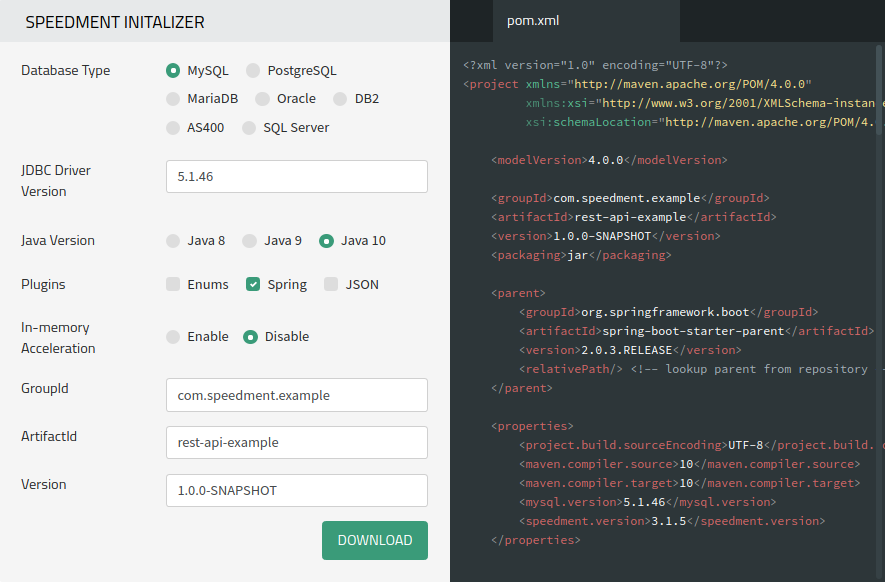 SPEEDMENT INITALIZER
Database Type
MySQL PostgreSQL
MariaDB Oracle DB2
AS400 SQL Server
JDBC Driver
Version
5.1.46
Java Version
Java 8 Java 9 Java 10
Plugins
Enums Spring JSON
In-memory
Acceleration
Enable Disable
GroupId
com.speedment.example
ArtifactId
rest-api-example
Version
1.0.0-SNAPSHOT
DOWNLOAD
pom.xml
<?xml version="1.0" encoding="UTF-8"?>
<project xmlns="http://maven.apache.org/POM/4.0.0"
xmlns:xsi="http://www.w3.org/2001/XMLSchema-instance
xsi:schemaLocation="http://maven.apache.org/POM/4.
<modelVersion>4.0.0</modelVersion>
<groupId>com.speedment.example</groupId>
<artifactId>rest-api-example</artifactId>
<version>1.0.0-SNAPSHOT</version>
<packaging>jar</packaging>
<parent>
<groupId>org.springframework.boot</groupId>
<artifactId>spring-boot-starter-parent</artifactId>
<version>2.0.3.RELEASE</version>
<relativePath/> <!-- lookup parent from repository -
</parent>
<properties>
<project.build.sourceEncoding>UTF-8</project.build.
<maven.compiler.source>10</maven.compiler.source>
<maven.compiler.target>10</maven.compiler.target>
<mysql.version>5.1.46</mysql.version>
<speedment.version>3.1.5</speedment.version>
</properties>